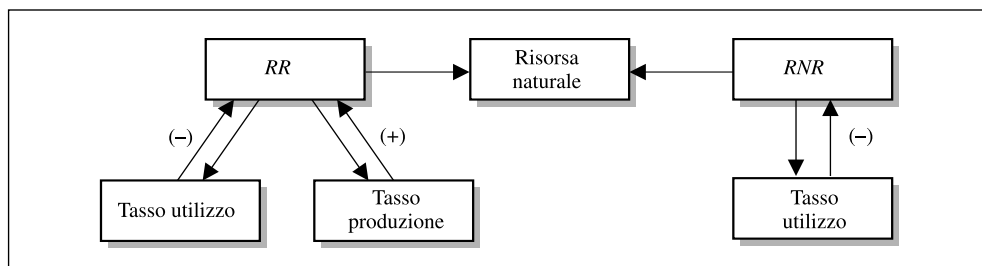 RR
Risorsa
naturale
RNR
(–)
(+)
(–)
Tasso utilizzo
Tasso
produzione
Tasso
utilizzo